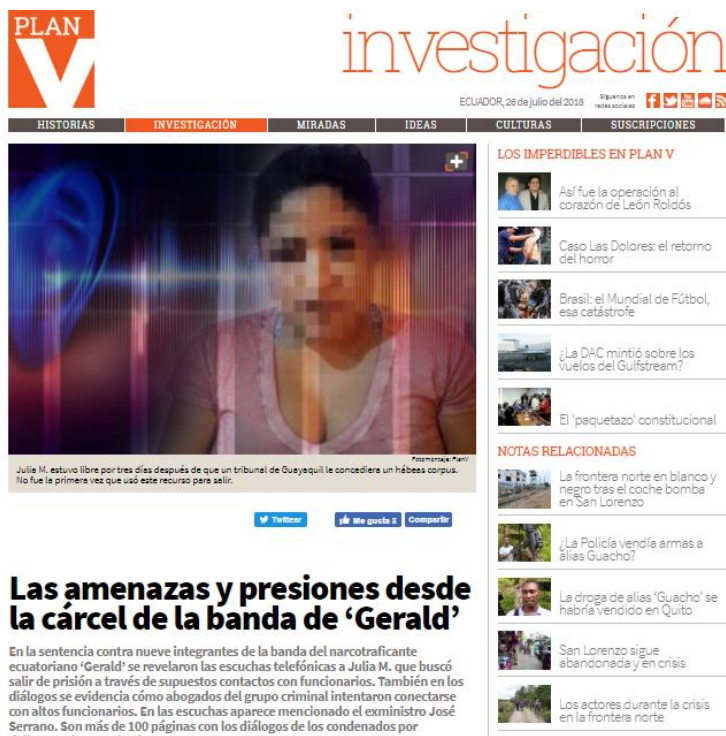 PLAN
V
investigación
ECUADOR, 28 de julio del 2018
Síguenos en
redes sociales
HISTORIAS
INVESTIGACIÓN
MIRADAS
IDEAS
CULTURAS
SUSCRIPCIONES
Fotomontaje: PlanV
Julia M. estuvo libre por tres días después de que un tribunal de Guayaquil le concediera un hábeas corpus.
No fue la primera vez que usó este recurso para salir.
Twittear
Me gusta 8
Compartir
Las amenazas y presiones desde
la cárcel de la banda de ‘Gerald’
En la sentencia contra nueve integrantes de la banda del narcotraficante
ecuatoriano ‘Gerald’ se revelaron las escuchas telefónicas a Julia M. que buscó
salir de prisión a través de supuestos contactos con funcionarios. También en los
diálogos se evidencia cómo abogados del grupo criminal intentaron conectarse
con altos funcionarios. En las escuchas aparece mencionado el exministro José
Serrano. Son más de 100 páginas con los diálogos de los condenados por
LOS IMPERDIBLES EN PLAN V
Así fue la operación al
corazón de León Roldós
Caso Las Dolores: el retorno
del horror
Brasil: el Mundial de Fútbol,
esa catástrofe
¿La DAC mintió sobre los
vuelos del Gulfstream?
El 'paquetazo' constitucional
NOTAS RELACIONADAS
La frontera norte en blanco y
negro tras el coche bomba
en San Lorenzo
¿La Policía vendía armas a
alias Guacho?
La droga de alias 'Guacho' se
habría vendido en Quito
San Lorenzo sigue
abandonada y en crisis
Los actores durante la crisis
en la frontera norte